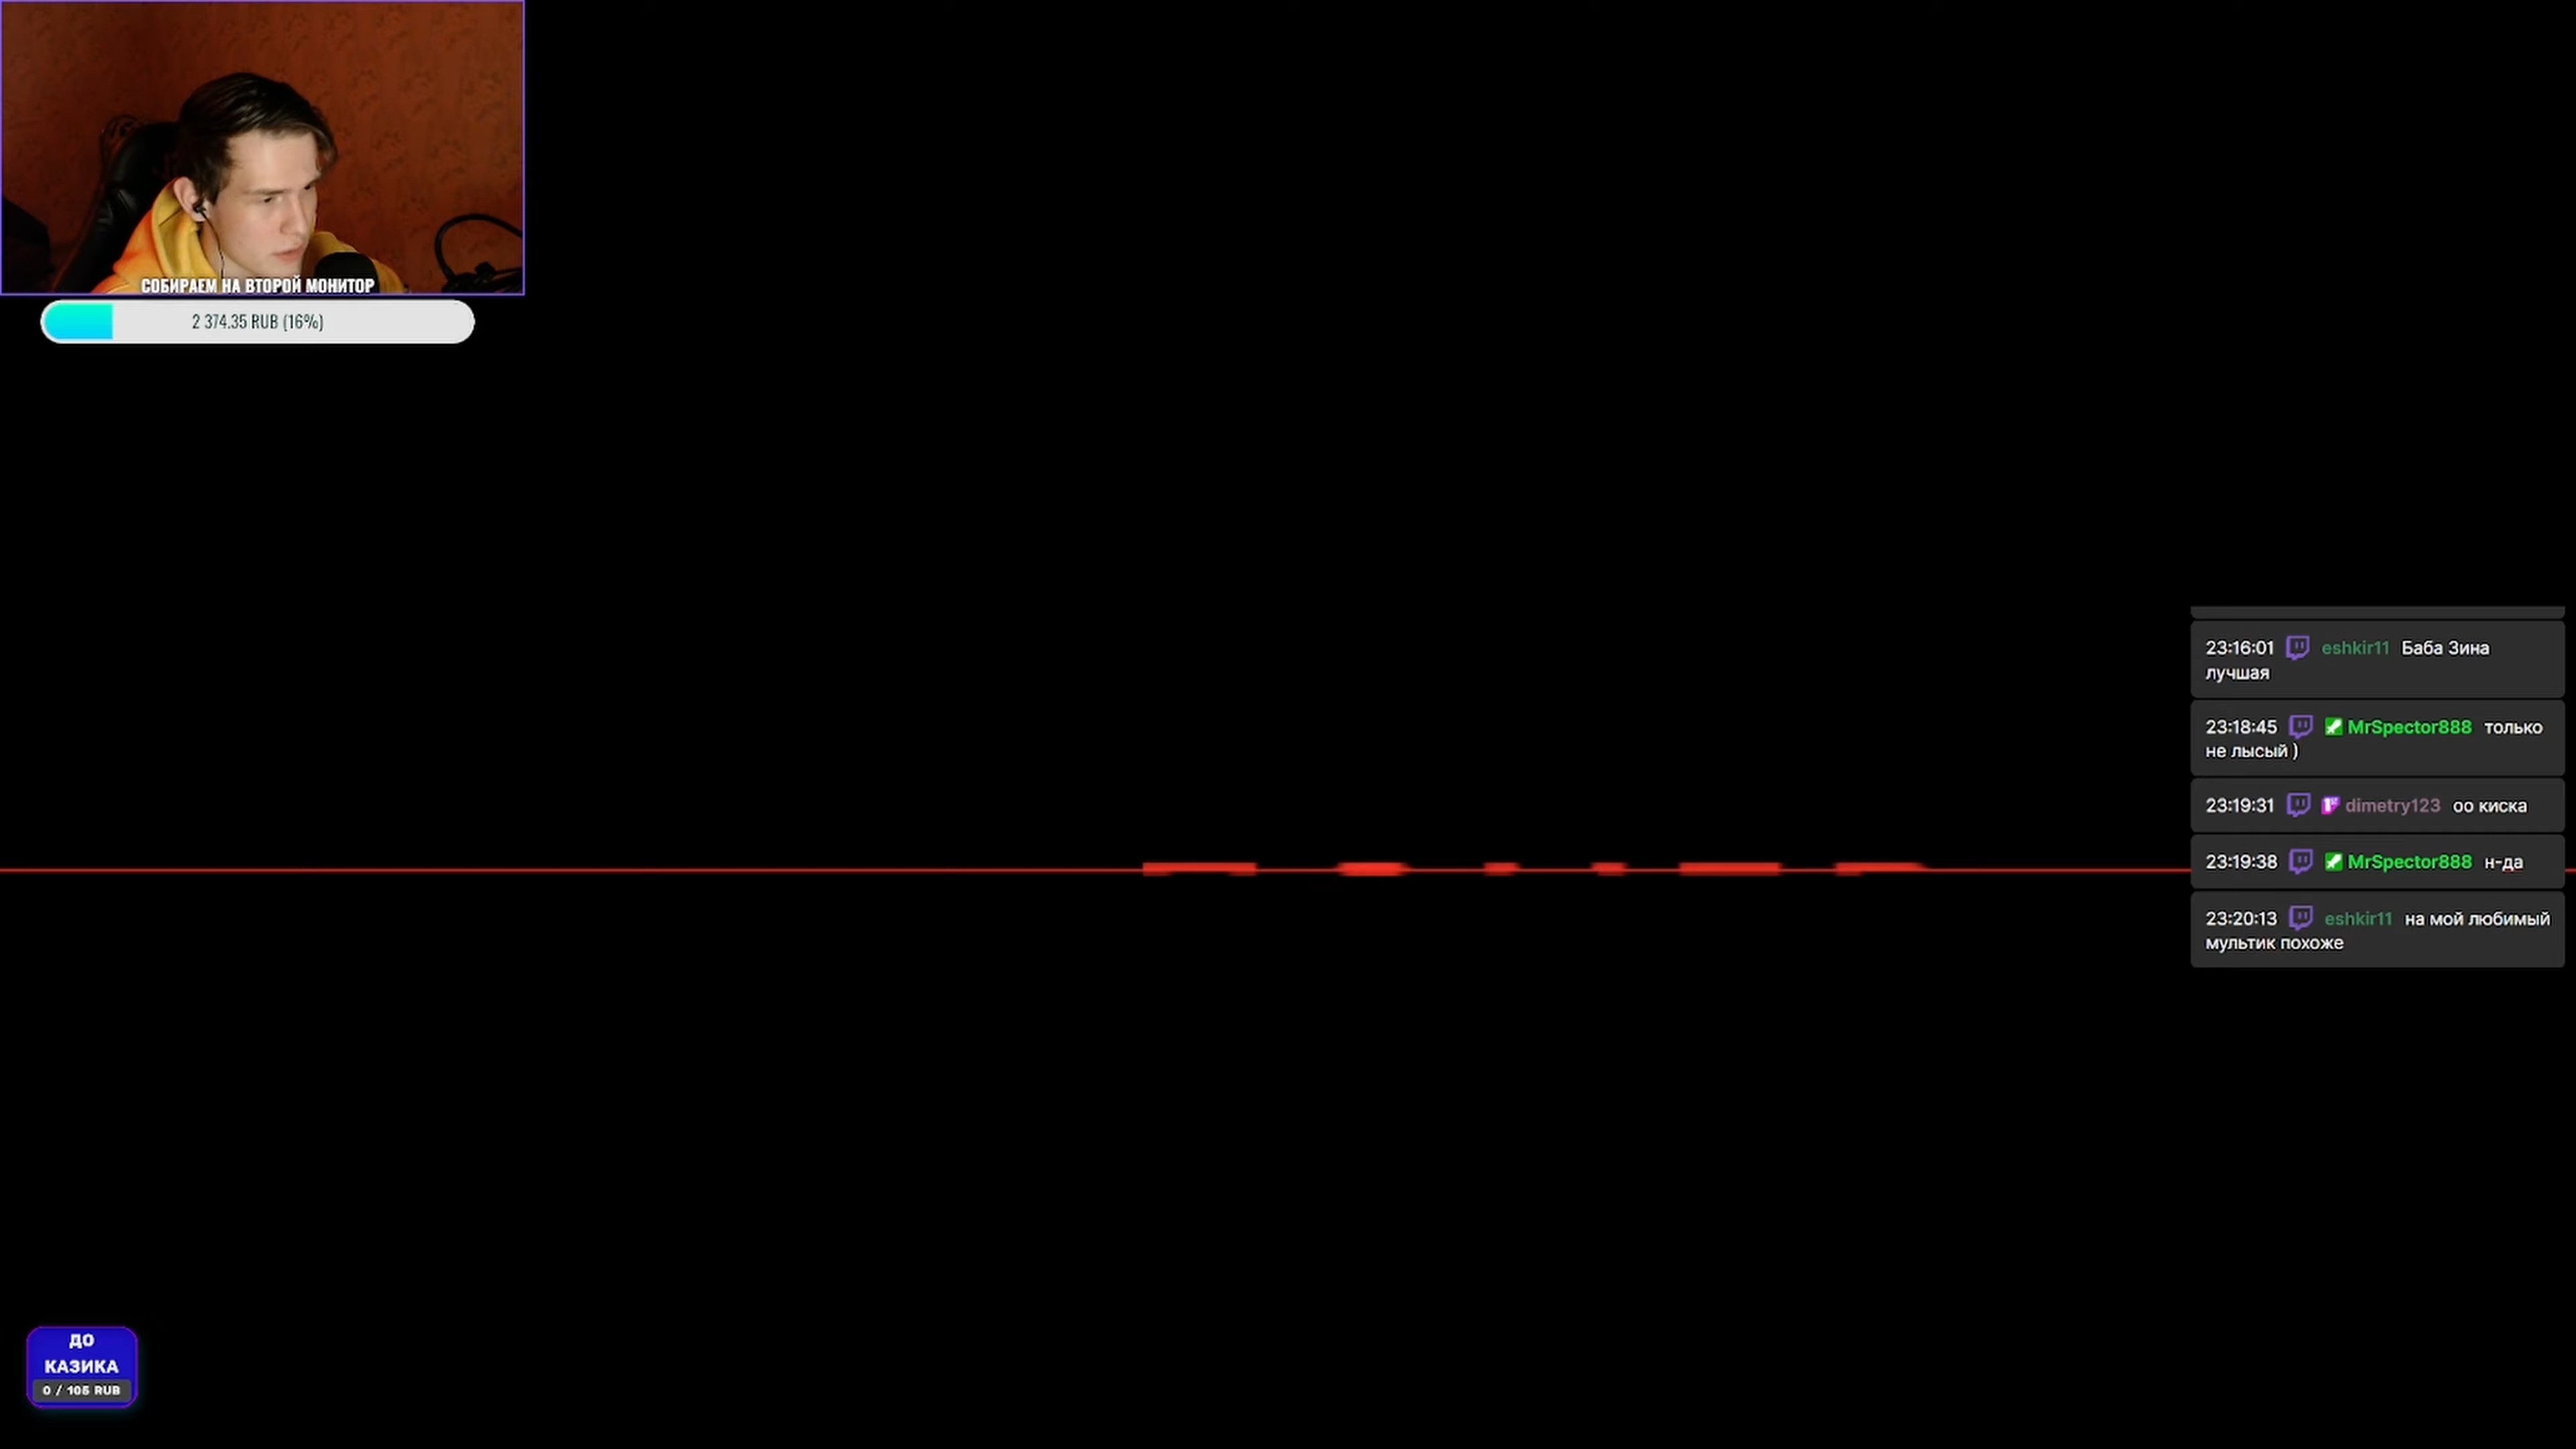 СОБИРАЕМ НА ВТОРОЙ МОНИТОР
2 374.35 RUB (16%)
23:16:01 eshkir11 Баба Зина
лучшая
23:18:45 MrSpector888 только
не лысый )
23:19:31 dimetry123 оо киска
23:19:38 MrSpector888 н-да
23:20:13 eshkir11 на мой любимый
мультик похоже
ДО
КАЗИКА
0 / 105 RUB